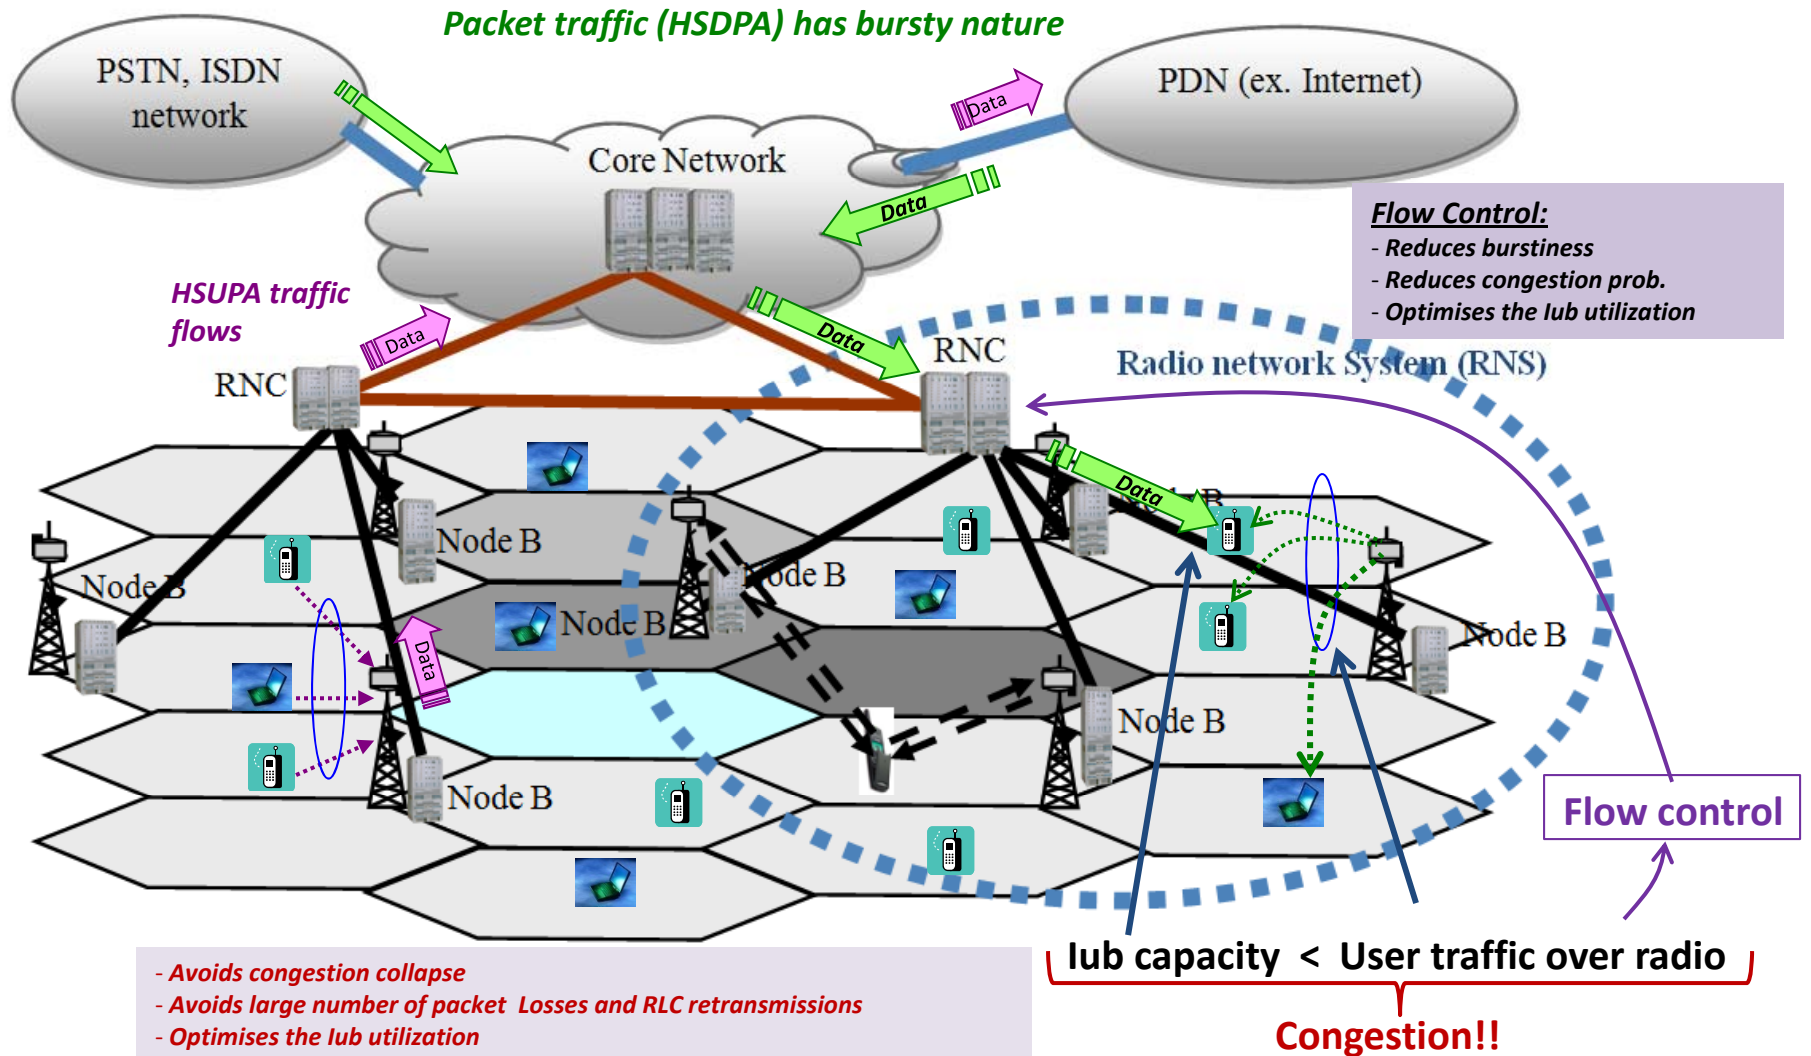 Packet traffic (HSDPA) has bursty nature
PSTN, ISDN
network
PDN (ex. Internet)
Data
Core Network
Data
Flow Control:
- Reduces burstiness
- Reduces congestion prob.
- Optimises the Iub utilization
HSUPA traffic
flows
Data
Data
RNC
RNC
Radio network System (RNS)
Data
Node B
Node B
Node B
Node B
Node B
Data
Node B
Node B
Node B
Flow control
Iub capacity < User traffic over radio
- Avoids congestion collapse
- Avoids large number of packet Losses and RLC retransmissions
- Optimises the Iub utilization
Congestion!!